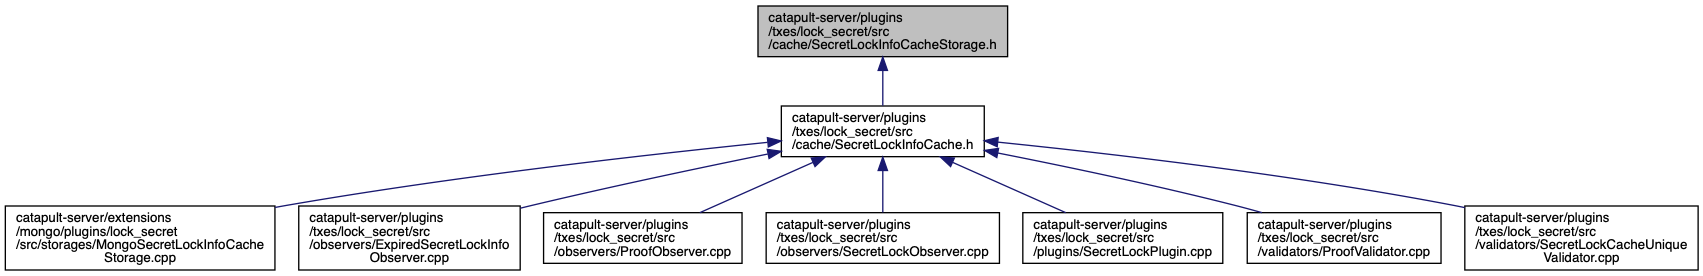 catapult-server/plugins
/txes/lock_secret/src
/cache/SecretLockInfoCacheStorage.h
catapult-server/plugins
/txes/lock_secret/src
/cache/SecretLockInfoCache.h
catapult-server/extensions
/mongo/plugins/lock_secret
/src/storages/MongoSecretLockInfoCache
Storage.cpp
catapult-server/plugins
/txes/lock_secret/src
/observers/ExpiredSecretLockInfo
Observer.cpp
catapult-server/plugins
/txes/lock_secret/src
/observers/ProofObserver.cpp
catapult-server/plugins
/txes/lock_secret/src
/observers/SecretLockObserver.cpp
catapult-server/plugins
/txes/lock_secret/src
/plugins/SecretLockPlugin.cpp
catapult-server/plugins
/txes/lock_secret/src
/validators/ProofValidator.cpp
catapult-server/plugins
/txes/lock_secret/src
/validators/SecretLockCacheUnique
Validator.cpp